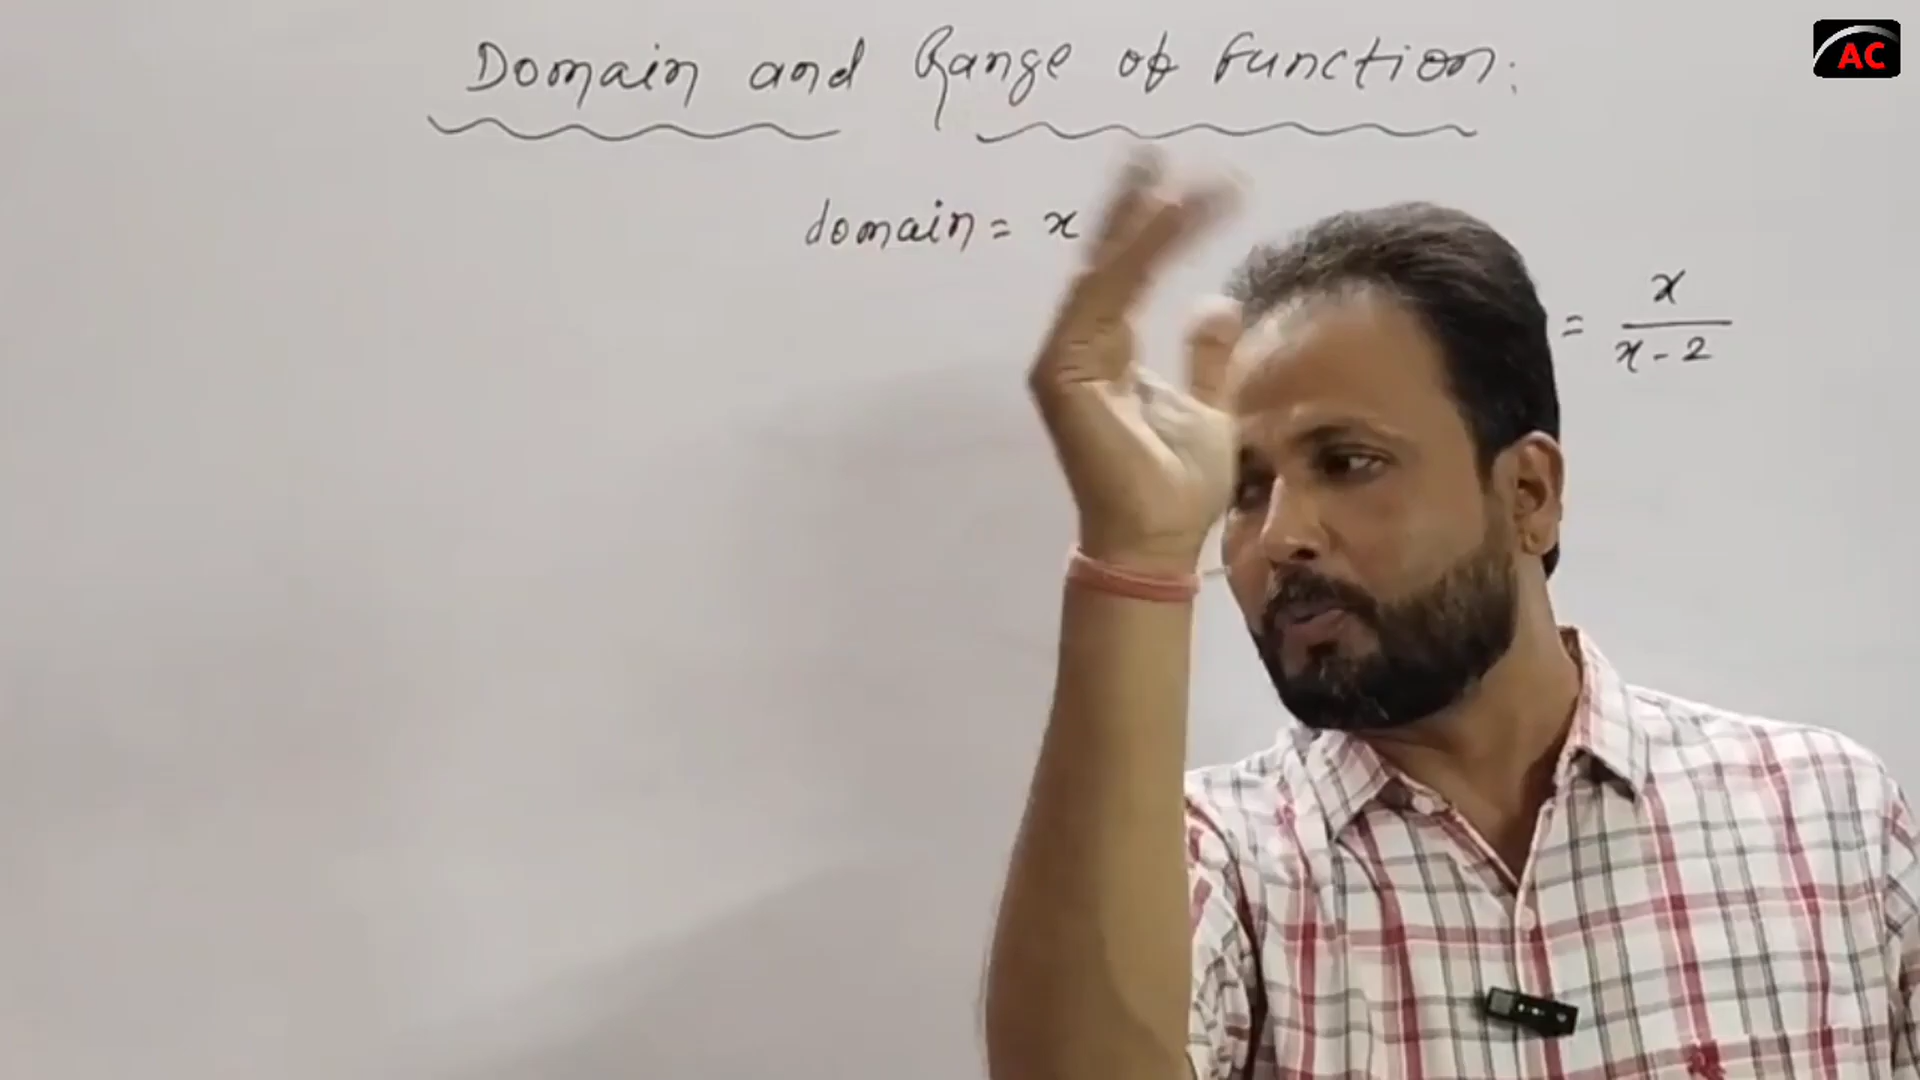 Domain and Range of function:
domain = x
= x / x - 2
AC